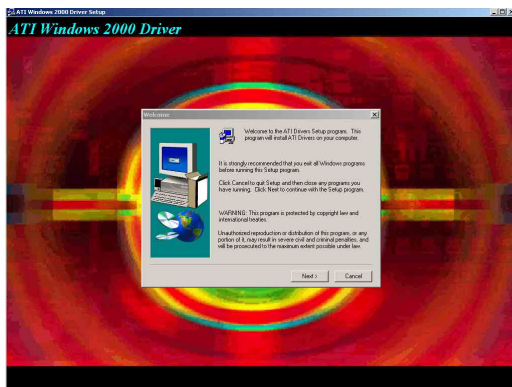 ATI Windows 2000 Driver Setup
ATI Windows 2000 Driver
Welcome
Welcome to the ATI Drivers Setup program. This
program will install ATI Drivers on your computer.
It is strongly recommended that you exit all Windows programs
before running this Setup program.
Click Cancel to quit Setup and then close any programs you
have running. Click Next to continue with the Setup program.
WARNING: This program is protected by copyright law and
international treaties.
Unauthorized reproduction or distribution of this program, or any
portion of it, may result in severe civil and criminal penalties, and
will be prosecuted to the maximum extent possible under law.
Next >
Cancel